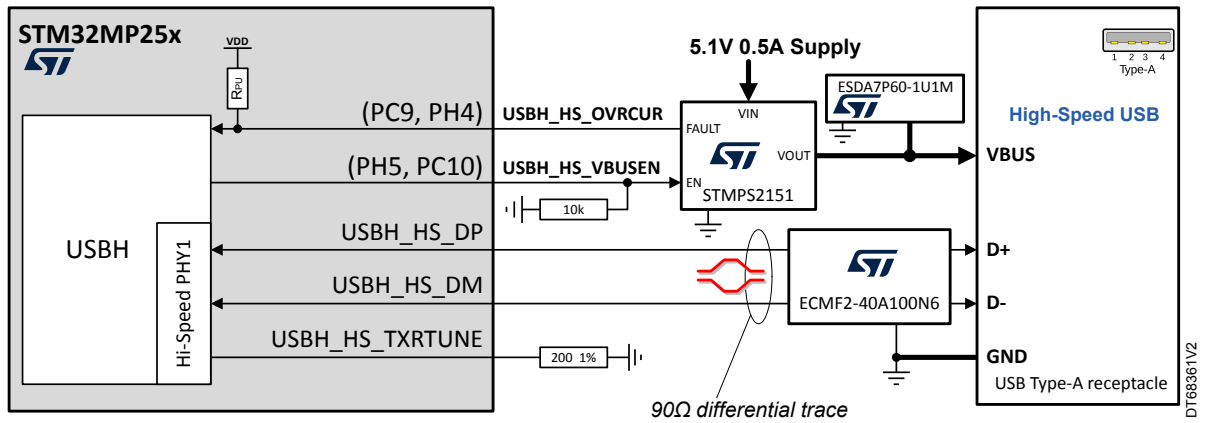 STM32MP25x
VDD
RPU
(PC9, PH4)
USBH_HS_OVRCUR
(PH5, PC10)
USBH_HS_VBUSEN
10k
USBH
Hi-Speed PHY1
USBH_HS_DP
USBH_HS_DM
USBH_HS_TXRTUNE
200 1%
5.1V 0.5A Supply
VIN
FAULT
VOUT
EN
STMPS2151
ESDA7P60-1U1M
ECMF2-40A100N6
90Ω differential trace
1 2 3 4
Type-A
High-Speed USB
VBUS
D+
D-
GND
USB Type-A receptacle
DT68361V2